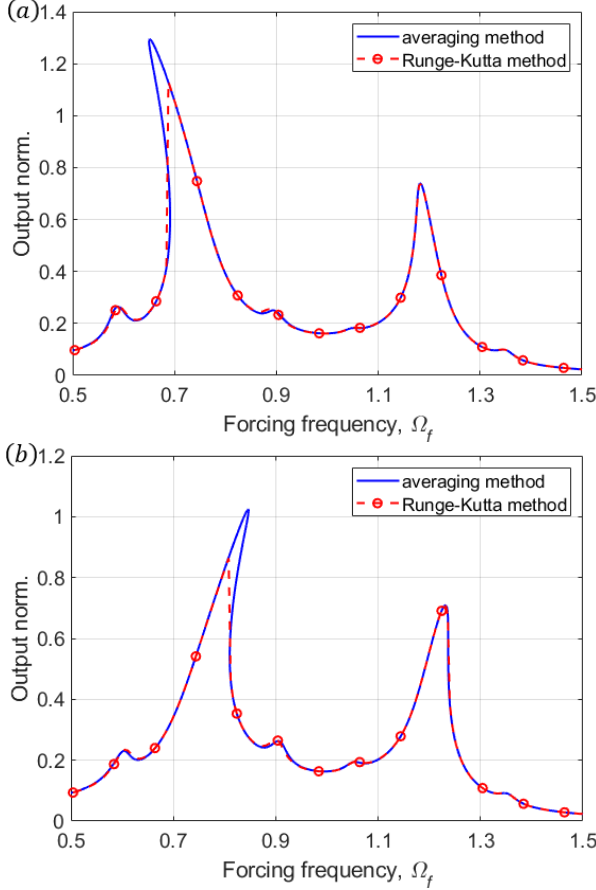 (a)
1.4
1.2
1
0.8
0.6
0.4
0.2
0
Output norm.
averaging method
Runge-Kutta method
0.5 0.7 0.9 1.1 1.3 1.5
Forcing frequency, Ω_f
(b)
1.2
1
0.8
0.6
0.4
0.2
0
Output norm.
averaging method
Runge-Kutta method
0.5 0.7 0.9 1.1 1.3 1.5
Forcing frequency, Ω_f